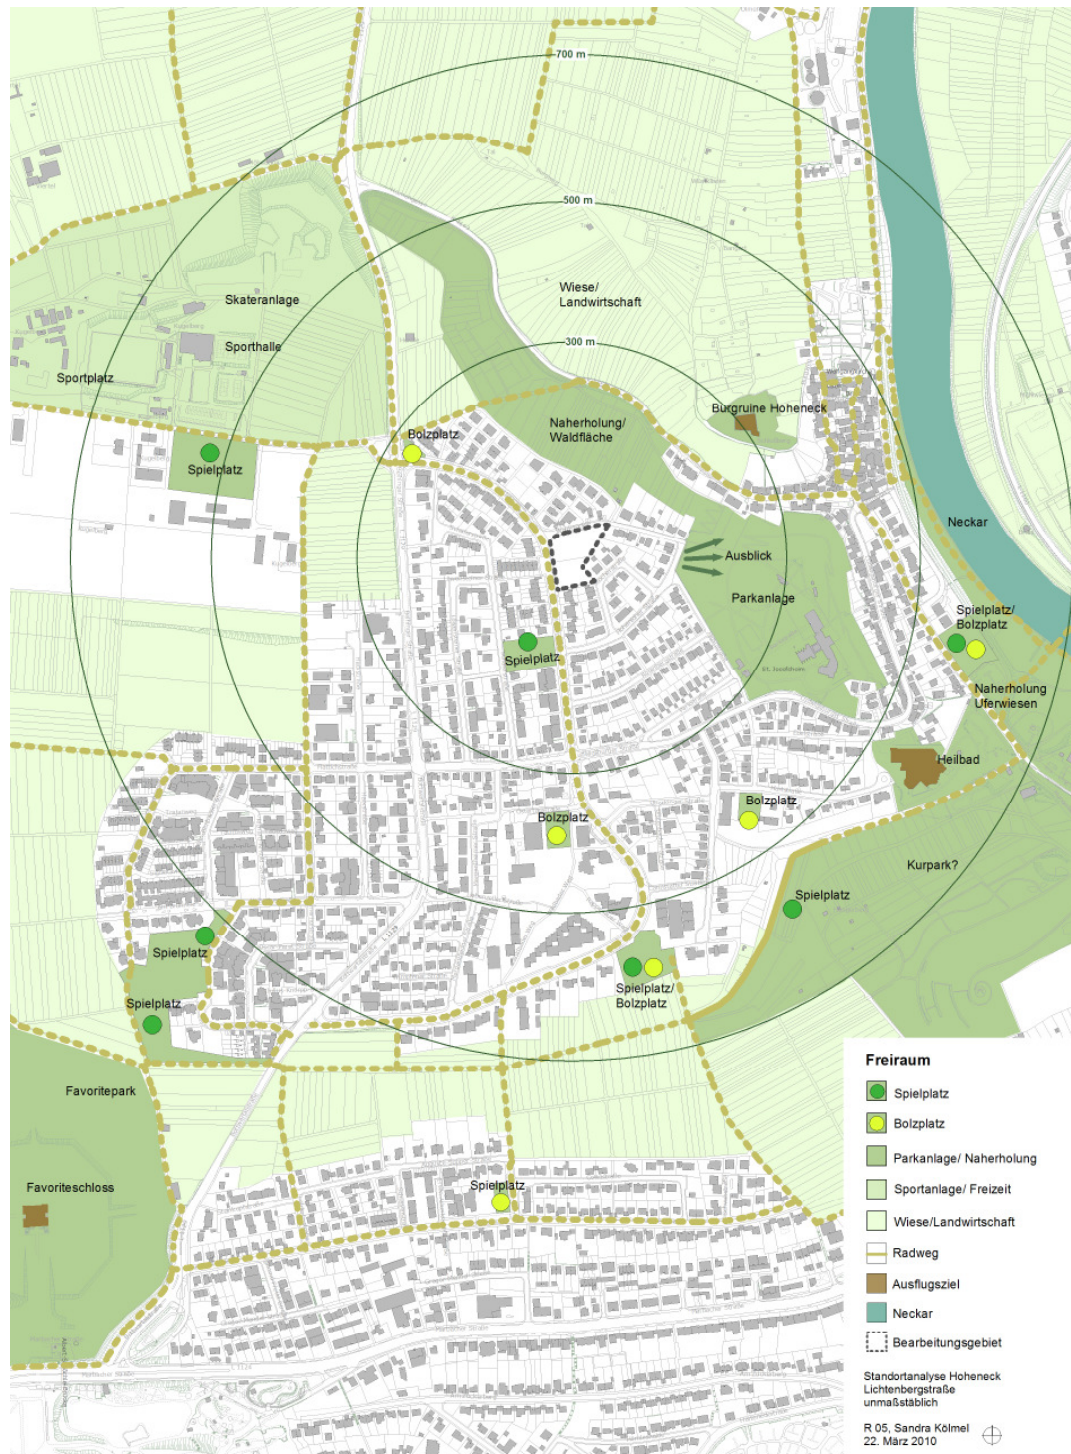 700 m
500 m
Wiese/
Landwirtschaft
Skateranlage
300 m
Sporthalle
Sportplatz
Burgruine Hoheneck
Naherholung/
Waldfläche
Bolzplatz
Spielplatz
Neckar
Ausblick
Parkanlage
Spielplatz/
Bolzplatz
Spielplatz
Naherholung
Uferwiesen
Heilbad
Bolzplatz
Bolzplatz
Kurpark?
Spielplatz
Spielplatz
Spielplatz/
Bolzplatz
Spielplatz
Favoritepark
Favoriteschloss
Spielplatz
Freiraum
Spielplatz
Bolzplatz
Parkanlage/ Naherholung
Sportanlage/ Freizeit
Wiese/Landwirtschaft
Radweg
Ausflugsziel
Neckar
Bearbeitungsgebiet
Standortanalyse Hoheneck
Lichtenbergstraße
unmaßstäblich
R 05, Sandra Kölmel
22. März 2010